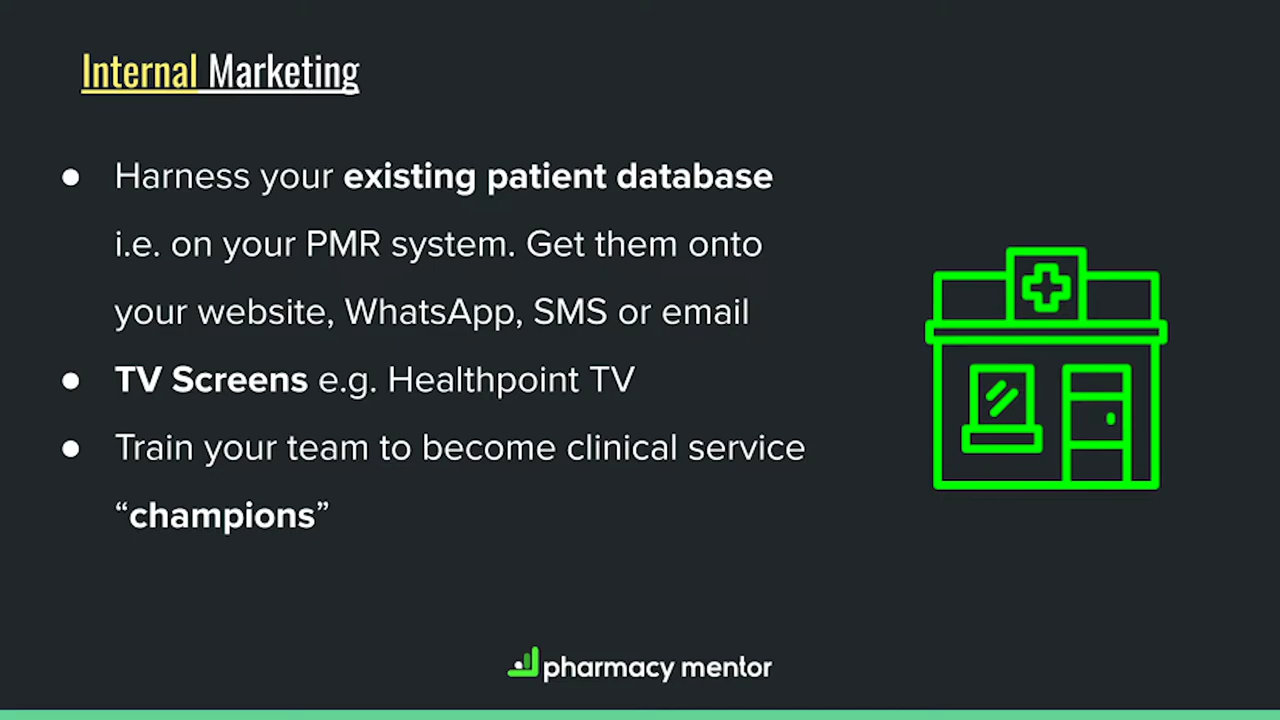 Internal Marketing
● Harness your existing patient database
i.e. on your PMR system. Get them onto
your website, WhatsApp, SMS or email
● TV Screens e.g. Healthpoint TV
● Train your team to become clinical service
“champions”
pharmacy mentor